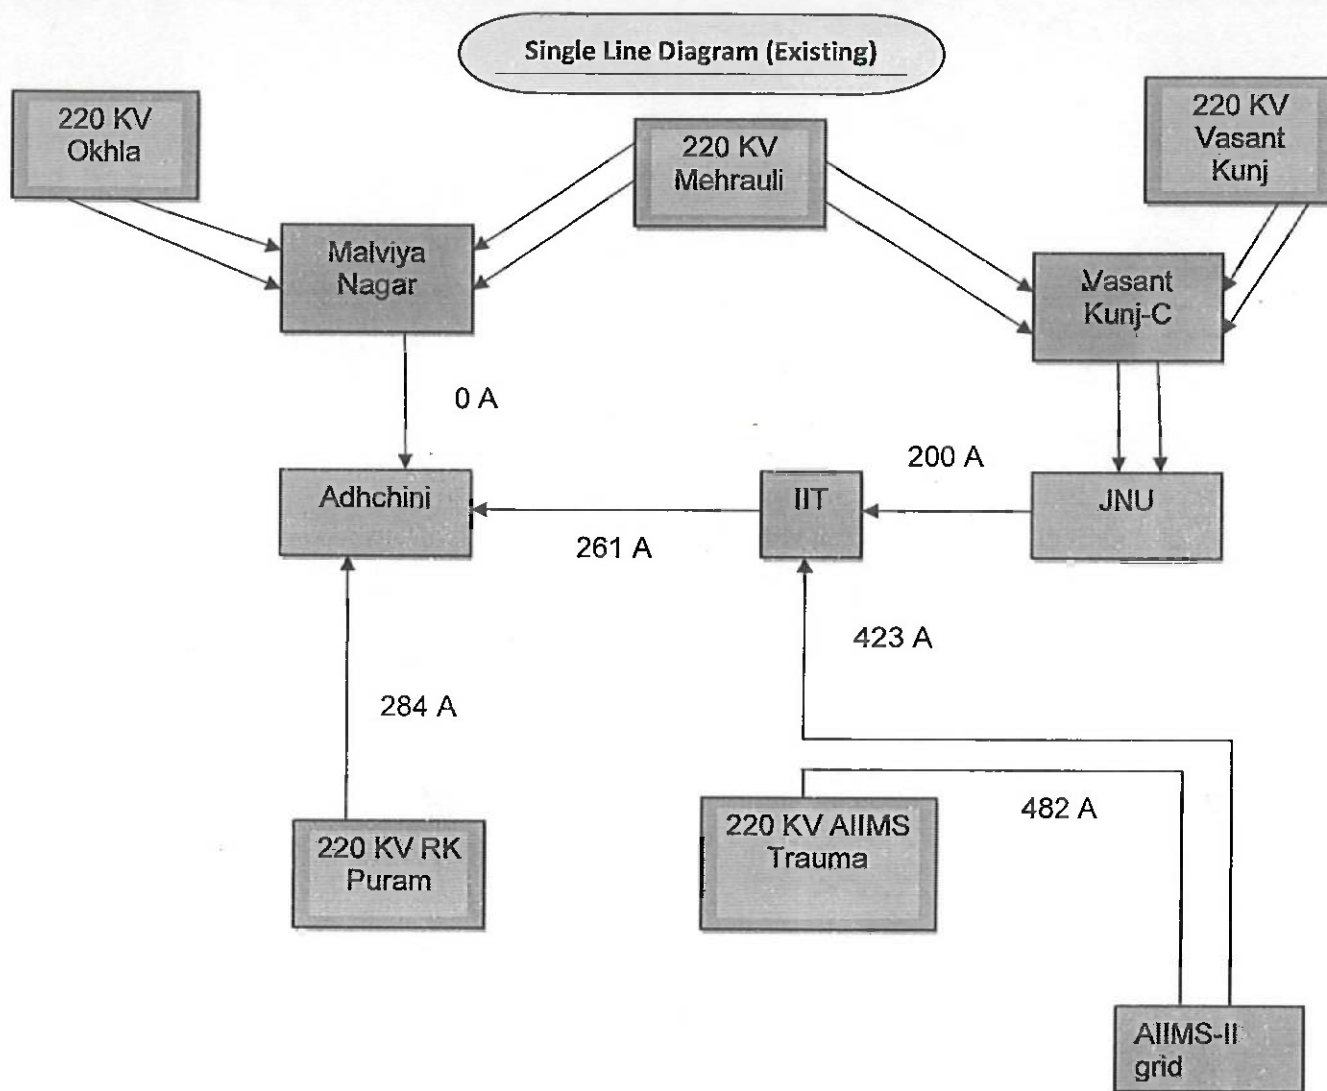 Single Line Diagram (Existing)
220 KV
Okhla
220 KV
Mehrauli
220 KV
Vasant
Kunj
Malviya
Nagar
Vasant
Kunj-C
0 A
200 A
Adhchini
IIT
JNU
261 A
423 A
284 A
482 A
220 KV RK
Puram
220 KV AIIMS
Trauma
AIIMS-II
grid